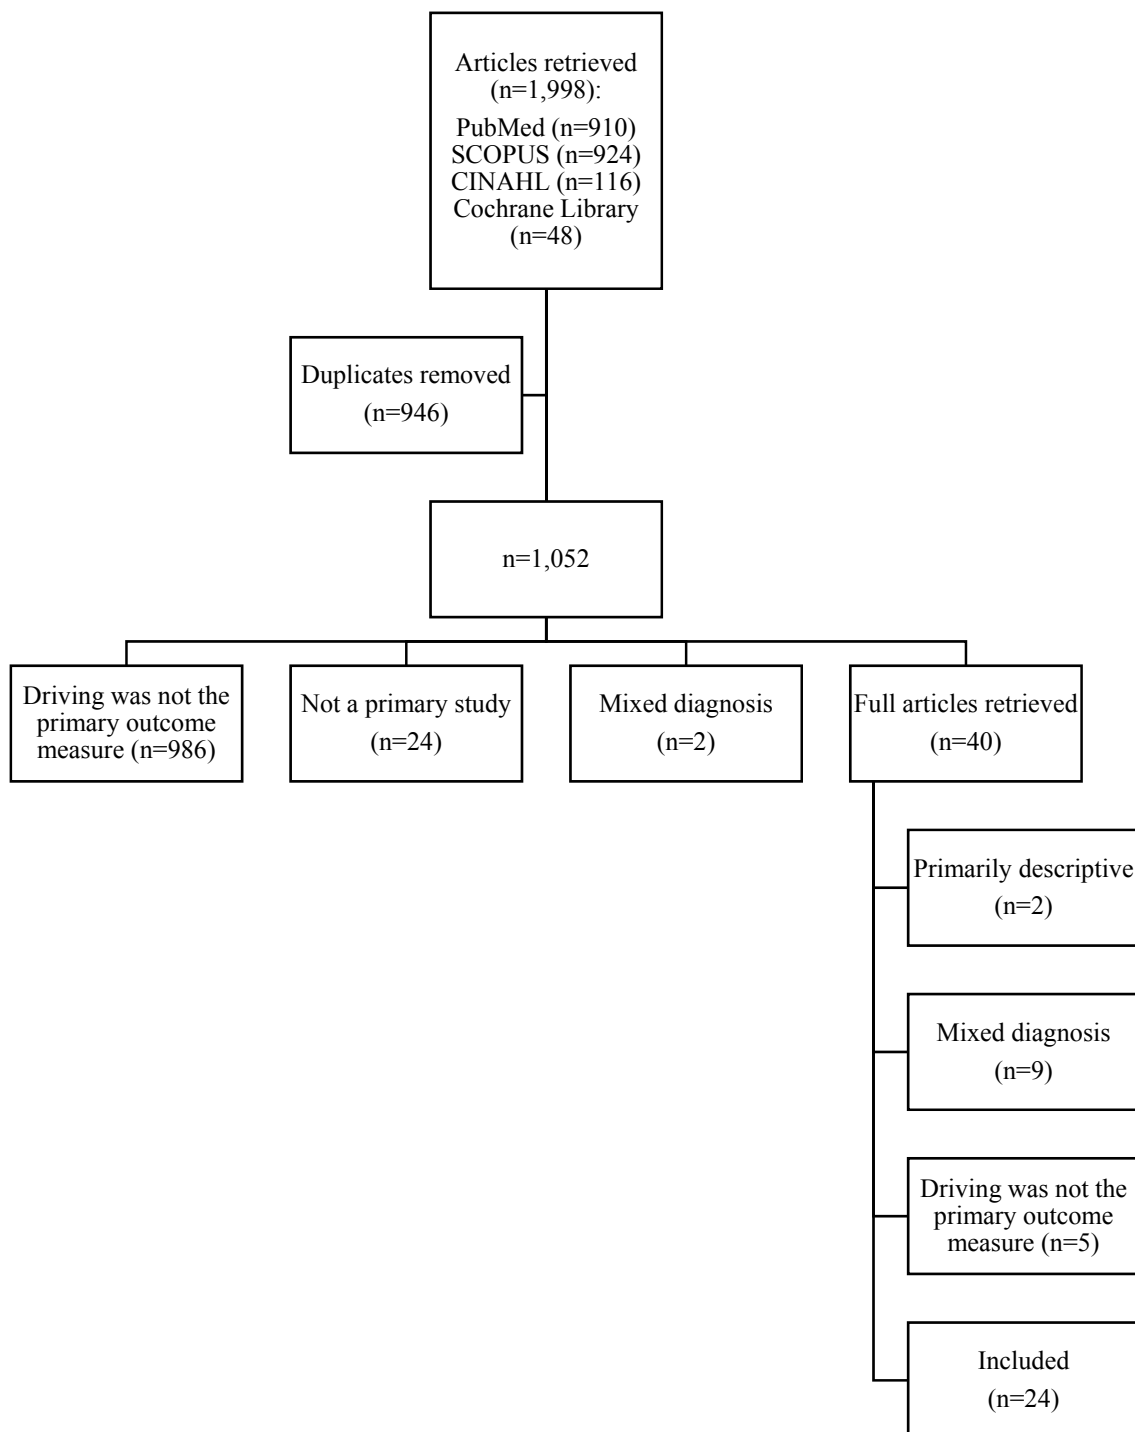 Articles retrieved
(n=1,998):
PubMed (n=910)
SCOPUS (n=924)
CINAHL (n=116)
Cochrane Library
(n=48)
Duplicates removed
(n=946)
n=1,052
Driving was not the
primary outcome
measure (n=986)
Not a primary study
(n=24)
Mixed diagnosis
(n=2)
Full articles retrieved
(n=40)
Primarily descriptive
(n=2)
Mixed diagnosis
(n=9)
Driving was not the
primary outcome
measure (n=5)
Included
(n=24)